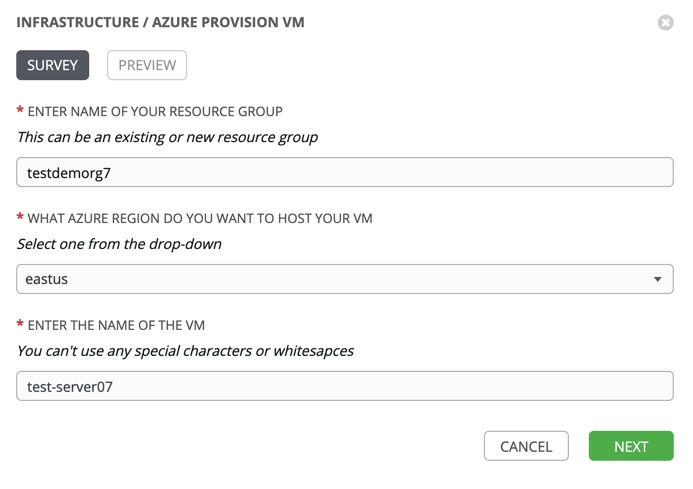 INFRASTRUCTURE / AZURE PROVISION VM
SURVEY PREVIEW
* ENTER NAME OF YOUR RESOURCE GROUP
This can be an existing or new resource group
testdemorg7
* WHAT AZURE REGION DO YOU WANT TO HOST YOUR VM
Select one from the drop-down
eastus
* ENTER THE NAME OF THE VM
You can't use any special characters or whitesapces
test-server07
CANCEL NEXT